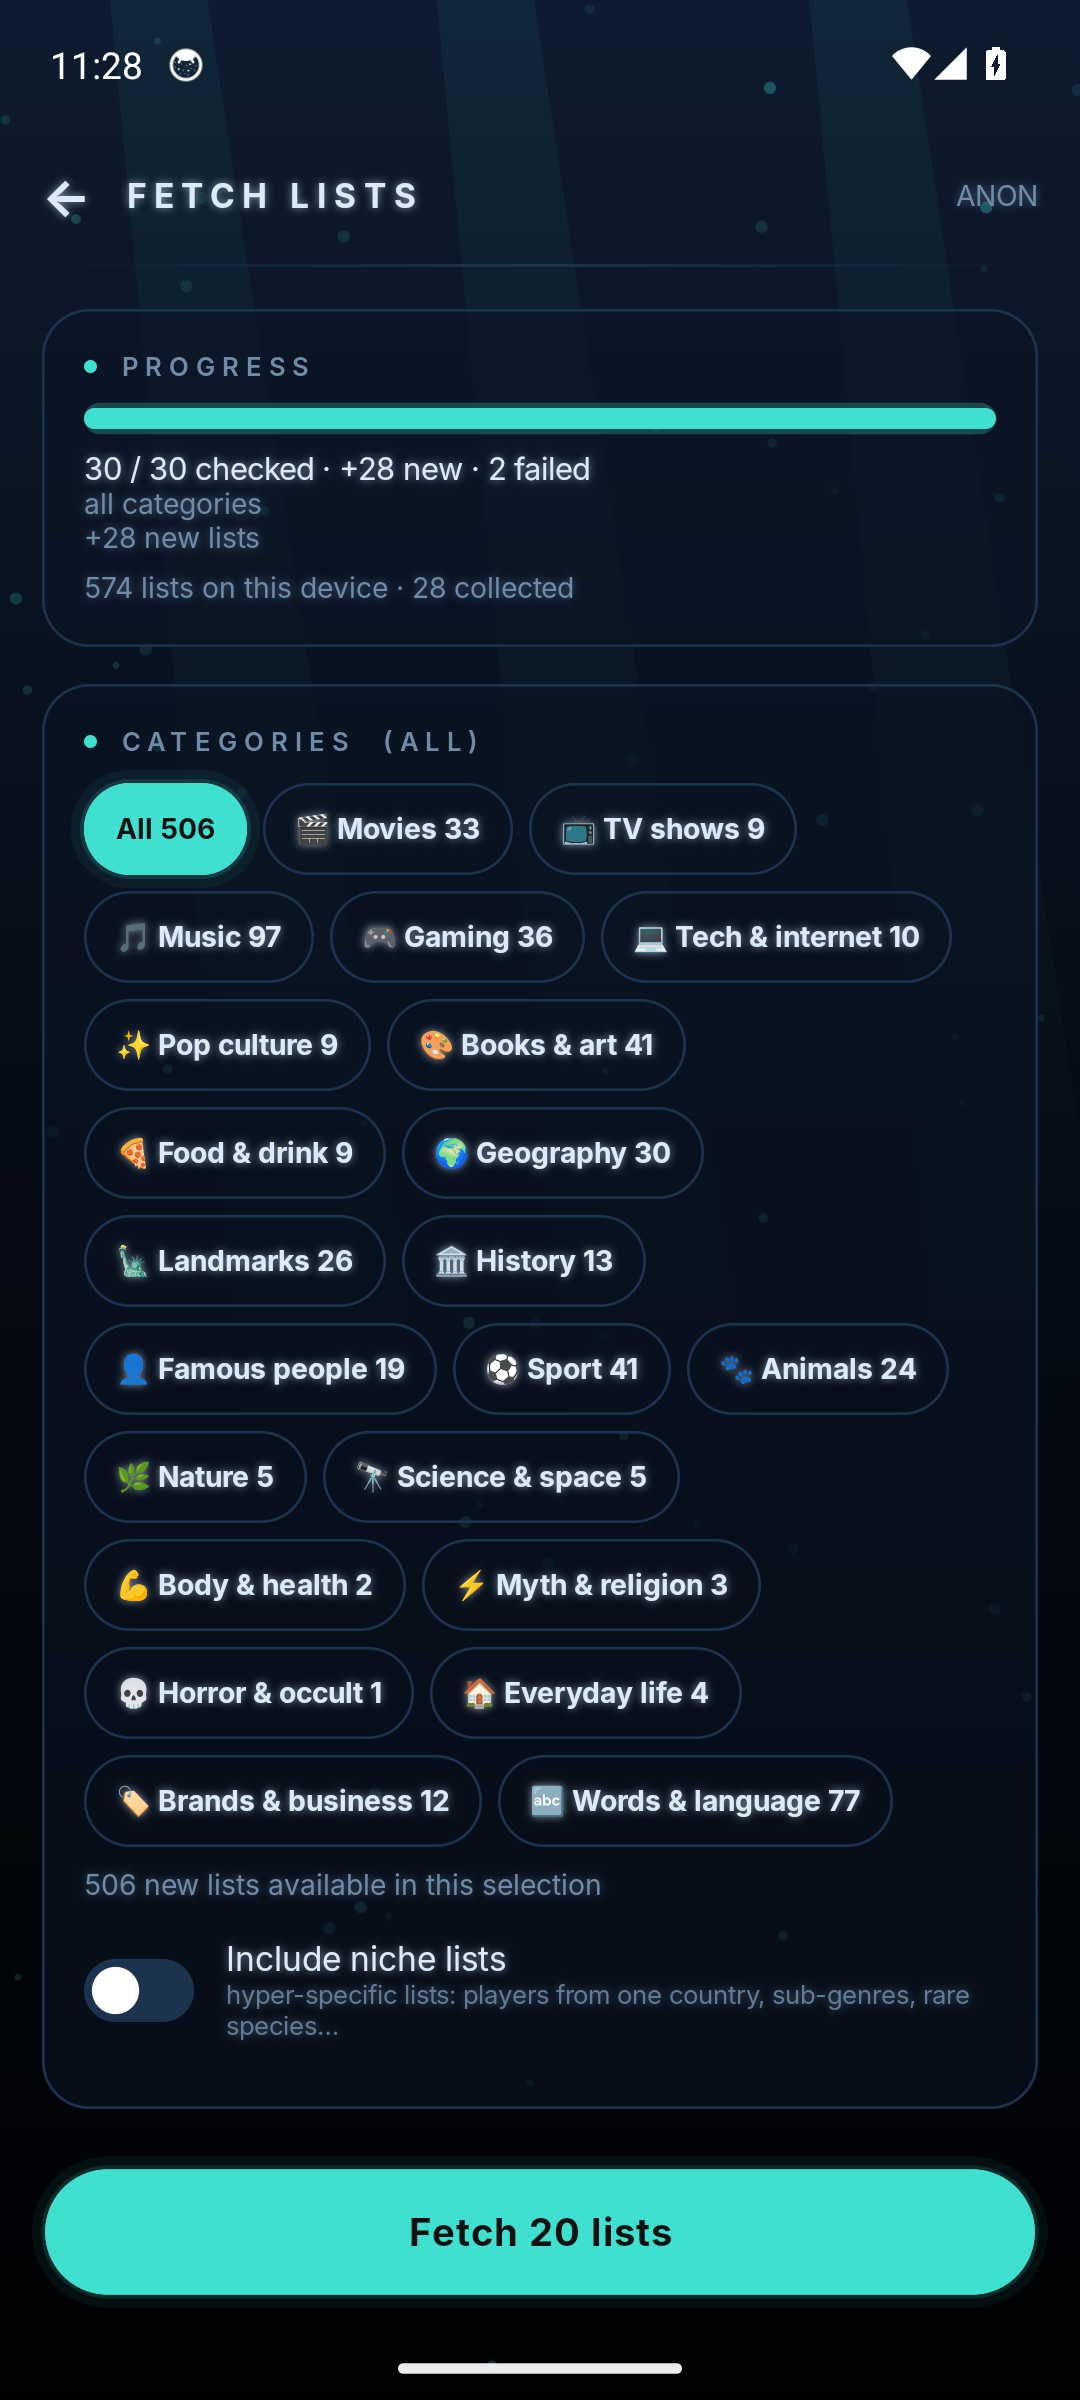 11:28
FETCH LISTS
ANON
PROGRESS
30 / 30 checked · +28 new · 2 failed
all categories
+28 new lists
574 lists on this device · 28 collected
CATEGORIES (ALL)
All 506
🎬 Movies 33
📺 TV shows 9
🎵 Music 97
🎮 Gaming 36
💻 Tech & internet 10
✨ Pop culture 9
🎨 Books & art 41
🍕 Food & drink 9
🌍 Geography 30
🗽 Landmarks 26
🏛️ History 13
👤 Famous people 19
⚽ Sport 41
🐾 Animals 24
🌿 Nature 5
🔭 Science & space 5
💪 Body & health 2
⚡ Myth & religion 3
💀 Horror & occult 1
🏠 Everyday life 4
🏷️ Brands & business 12
🔤 Words & language 77
506 new lists available in this selection
Include niche lists
hyper-specific lists: players from one country, sub-genres, rare
species...
Fetch 20 lists